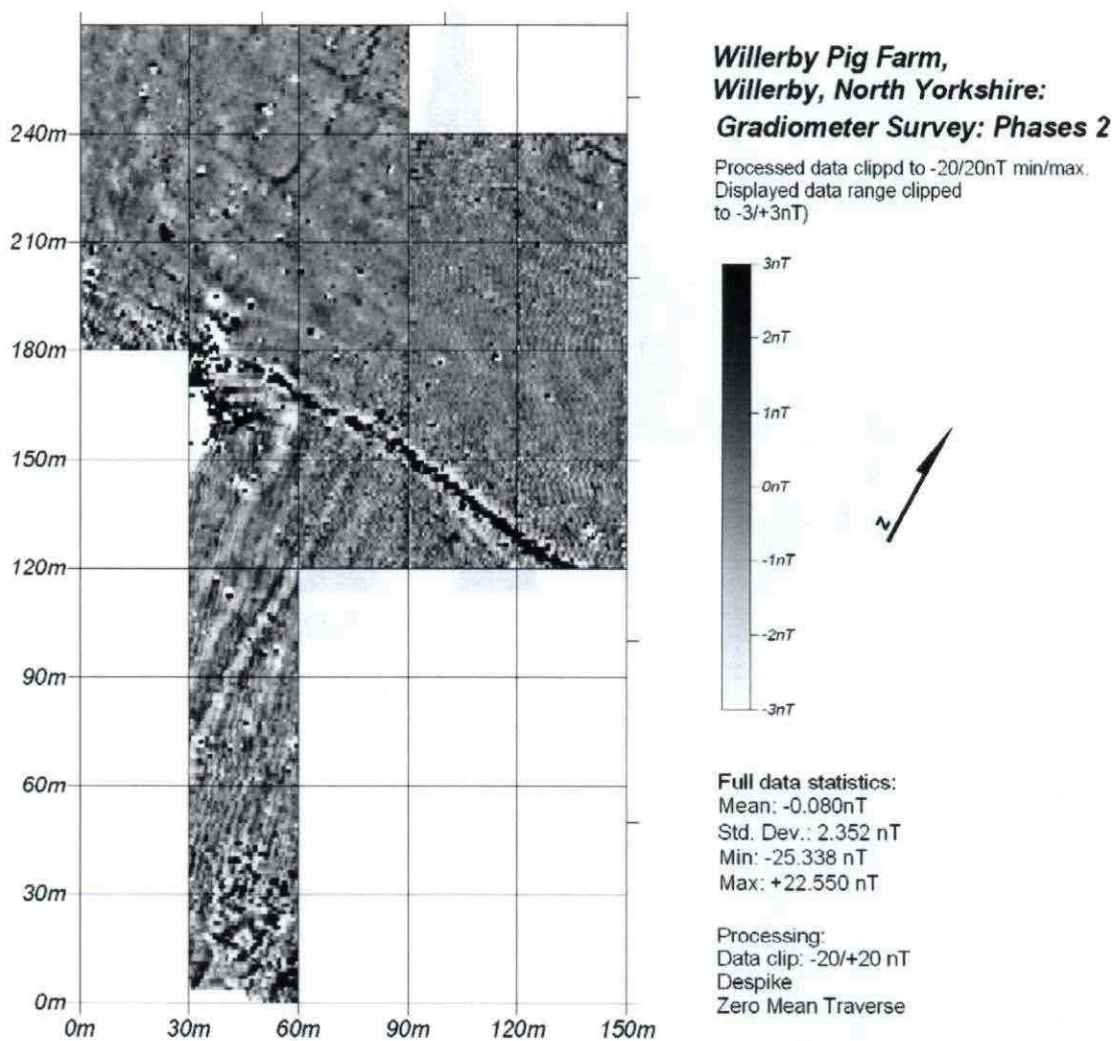 Willerby Pig Farm,
Willerby, North Yorkshire:
Gradiometer Survey: Phases 2
Processed data clippd to -20/20nT min/max.
Displayed data range clipped
to -3/+3nT)
3nT
2nT
1nT
0nT
-1nT
-2nT
-3nT
N
Full data statistics:
Mean: -0.080nT
Std. Dev.: 2.352 nT
Min: -25.338 nT
Max: +22.550 nT
Processing:
Data clip: -20/+20 nT
Despike
Zero Mean Traverse
240m
210m
180m
150m
120m
90m
60m
30m
0m
0m 30m 60m 90m 120m 150m